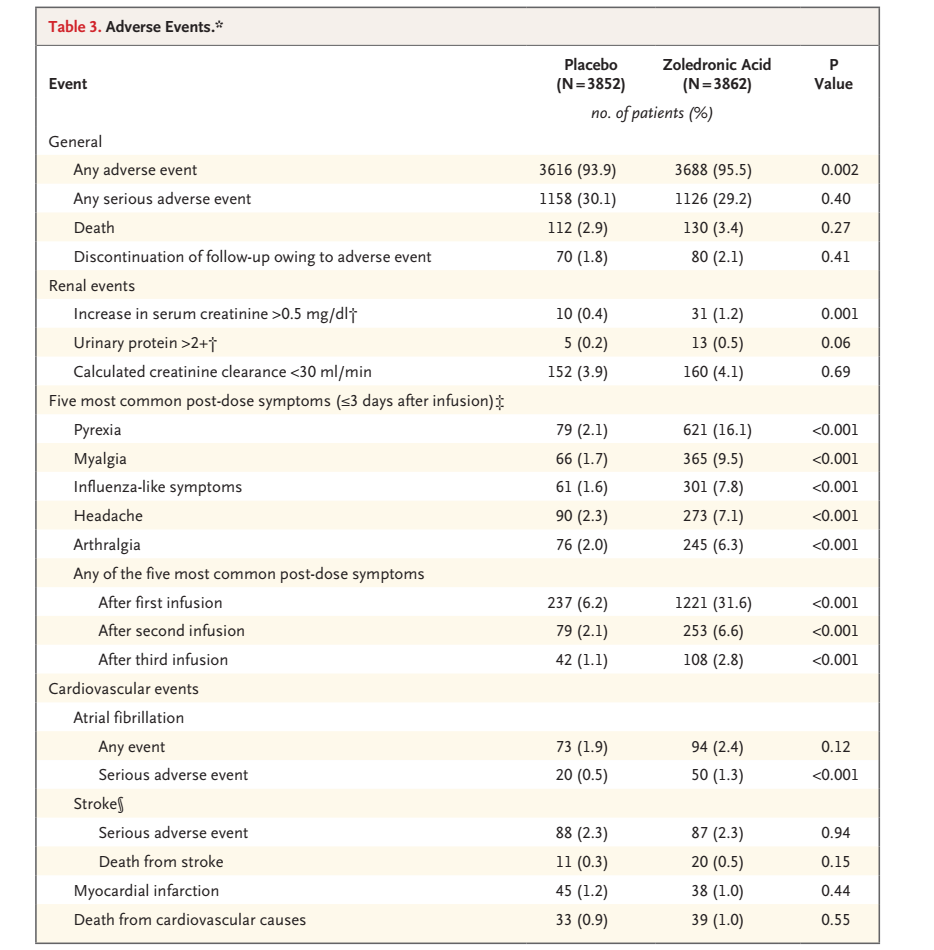 Table 3. Adverse Events.*
Event Placebo (N=3852) Zoledronic Acid (N=3862) P Value
no. of patients (%)
General
Any adverse event 3616 (93.9) 3688 (95.5) 0.002
Any serious adverse event 1158 (30.1) 1126 (29.2) 0.40
Death 112 (2.9) 130 (3.4) 0.27
Discontinuation of follow-up owing to adverse event 70 (1.8) 80 (2.1) 0.41
Renal events
Increase in serum creatinine >0.5 mg/dl† 10 (0.4) 31 (1.2) 0.001
Urinary protein >2+† 5 (0.2) 13 (0.5) 0.06
Calculated creatinine clearance <30 ml/min 152 (3.9) 160 (4.1) 0.69
Five most common post-dose symptoms (≤3 days after infusion)‡
Pyrexia 79 (2.1) 621 (16.1) <0.001
Myalgia 66 (1.7) 365 (9.5) <0.001
Influenza-like symptoms 61 (1.6) 301 (7.8) <0.001
Headache 90 (2.3) 273 (7.1) <0.001
Arthralgia 76 (2.0) 245 (6.3) <0.001
Any of the five most common post-dose symptoms
After first infusion 237 (6.2) 1221 (31.6) <0.001
After second infusion 79 (2.1) 253 (6.6) <0.001
After third infusion 42 (1.1) 108 (2.8) <0.001
Cardiovascular events
Atrial fibrillation
Any event 73 (1.9) 94 (2.4) 0.12
Serious adverse event 20 (0.5) 50 (1.3) <0.001
Stroke§
Serious adverse event 88 (2.3) 87 (2.3) 0.94
Death from stroke 11 (0.3) 20 (0.5) 0.15
Myocardial infarction 45 (1.2) 38 (1.0) 0.44
Death from cardiovascular causes 33 (0.9) 39 (1.0) 0.55